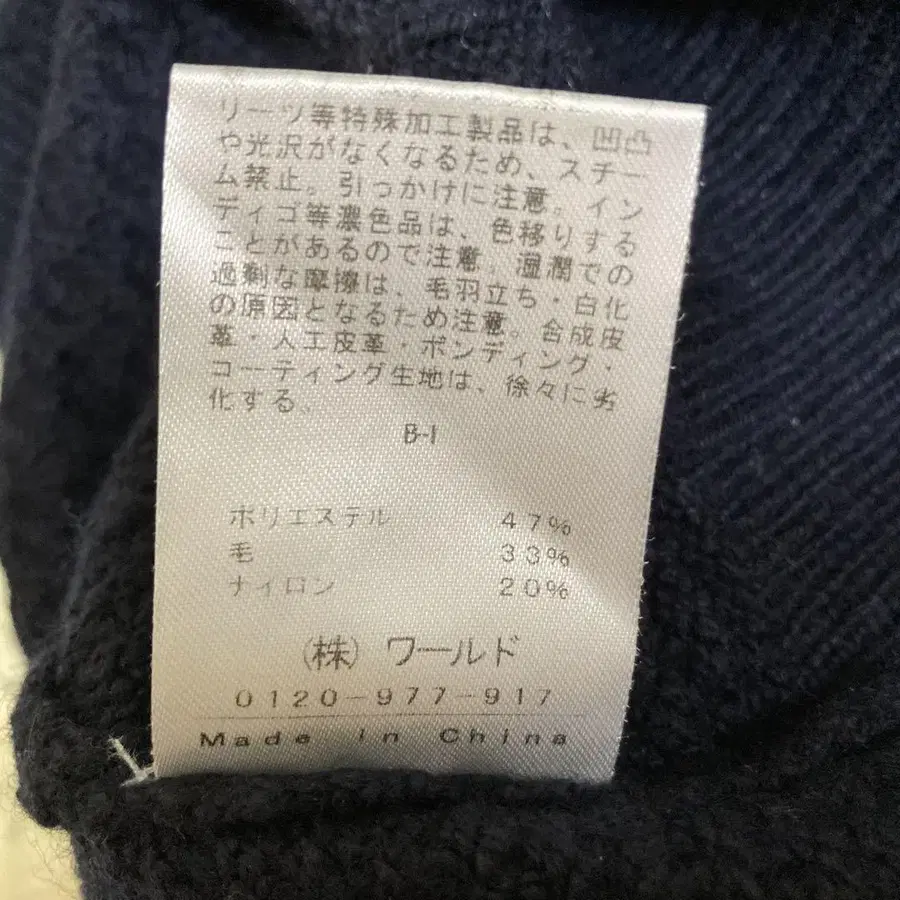 リーツ等特殊加工製品は、凹凸
や光沢がなくなるため、スチー
ム禁止。引っかけに注意。イン
ディゴ等濃色品は、色移りする
ことがあるので注意。湿潤での
過剰な摩擦は、毛羽立ち・白化
の原因となるため注意。合成皮
革・人工皮革・ボンディング・
コーティング生地は、徐々に劣
化する。
B-I
ポリエステル 47%
毛 33%
ナイロン 20%
(株) ワールド
0120-977-917
Made in China